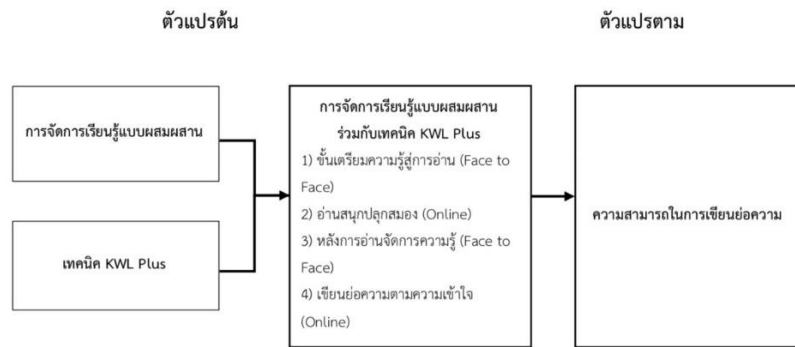 ตัวแปรต้น
ตัวแปรตาม
การจัดการเรียนรู้แบบผสมผสาน
เทคนิค KWL Plus
การจัดการเรียนรู้แบบผสมผสาน
ร่วมกับเทคนิค KWL Plus
1) ขั้นเตรียมความรู้สู่การอ่าน (Face to
Face)
2) อ่านสนุกปลุกสมอง (Online)
3) หลังการอ่านจัดการความรู้ (Face to
Face)
4) เขียนย่อความตามความเข้าใจ
(Online)
ความสามารถในการเขียนย่อความ